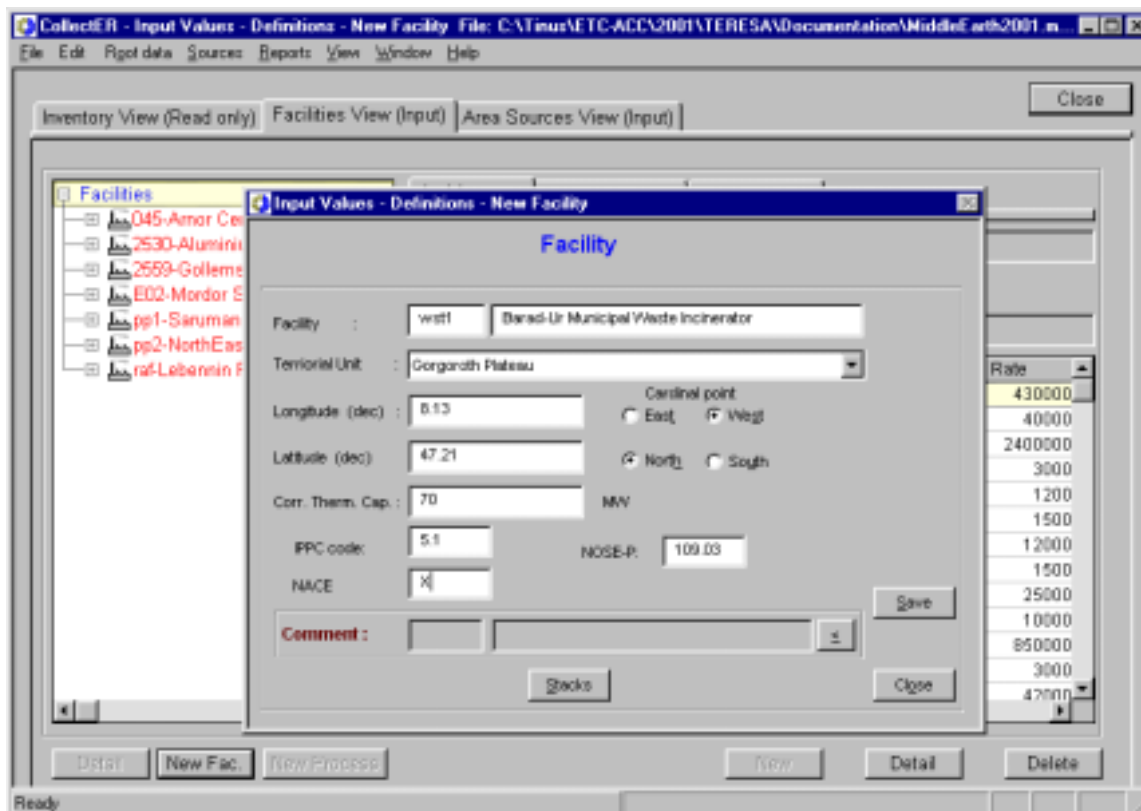 CollectER - Input Values - Definitions - New Facility File: C:\Tinus\ETC-ACC\2001\TERESA\Documentation\MiddleEarth2001.m...
File Edit Root data Sources Reports View Window Help
Close
Inventory View (Read only) Facilities View (Input) Area Sources View (Input)
Facilities
045-Amor Ce
2530-Alumini
2559-Golleme
E02-Mordor S
pp1-Saruman
pp2-NorthEas
raf-Lebennin F
Input Values - Definitions - New Facility
Facility
Facility : wst1 Barad-Ur Municipal Waste Incinerator
Terriorial Unit : Gorgoroth Plateau
Cardinal point
Longitude (dec) : 8.13 East West
Latitude (dec) 47.21 North South
Corr. Therm. Cap. : 70 MW
IPPC code: 5.1 NOSE-P: 109.03
NACE X
Save
Comment : <
Stacks Close
Rate
430000
40000
2400000
3000
1200
1500
12000
1500
25000
10000
850000
3000
42000
Detail New Fac. New Process New Detail Delete
Ready